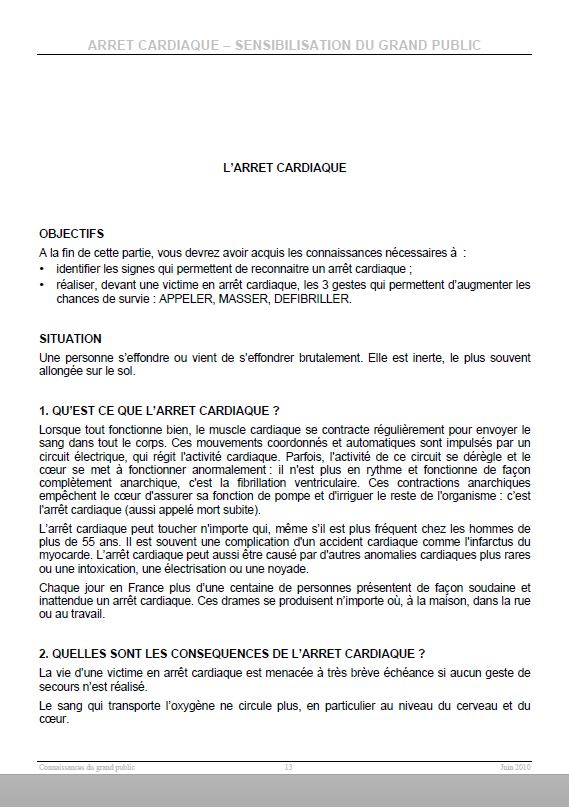 ARRET CARDIAQUE – SENSIBILISATION DU GRAND PUBLIC
L'ARRET CARDIAQUE
OBJECTIFS
A la fin de cette partie, vous devrez avoir acquis les connaissances nécessaires à :
• identifier les signes qui permettent de reconnaitre un arrêt cardiaque ;
• réaliser, devant une victime en arrêt cardiaque, les 3 gestes qui permettent d'augmenter les
chances de survie : APPELER, MASSER, DEFIBRILLER.
SITUATION
Une personne s'effondre ou vient de s'effondrer brutalement. Elle est inerte, le plus souvent
allongée sur le sol.
1. QU'EST CE QUE L'ARRET CARDIAQUE ?
Lorsque tout fonctionne bien, le muscle cardiaque se contracte régulièrement pour envoyer le
sang dans tout le corps. Ces mouvements coordonnés et automatiques sont impulsés par un
circuit électrique, qui régit l'activité cardiaque. Parfois, l'activité de ce circuit se dérègle et le
cœur se met à fonctionner anormalement : il n'est plus en rythme et fonctionne de façon
complètement anarchique, c'est la fibrillation ventriculaire. Ces contractions anarchiques
empêchent le cœur d'assurer sa fonction de pompe et d'irriguer le reste de l'organisme : c'est
l'arrêt cardiaque (aussi appelé mort subite).
L'arrêt cardiaque peut toucher n'importe qui, même s'il est plus fréquent chez les hommes de
plus de 55 ans. Il est souvent une complication d'un accident cardiaque comme l'infarctus du
myocarde. L'arrêt cardiaque peut aussi être causé par d'autres anomalies cardiaques plus rares
ou une intoxication, une électrisation ou une noyade.
Chaque jour en France plus d'une centaine de personnes présentent de façon soudaine et
inattendue un arrêt cardiaque. Ces drames se produisent n'importe où, à la maison, dans la rue
ou au travail.
2. QUELLES SONT LES CONSEQUENCES DE L'ARRET CARDIAQUE ?
La vie d'une victime en arrêt cardiaque est menacée à très brève échéance si aucun geste de
secours n'est réalisé.
Le sang qui transporte l'oxygène ne circule plus, en particulier au niveau du cerveau et du
cœur.
Connaissances du grand public 13 Juin 2010